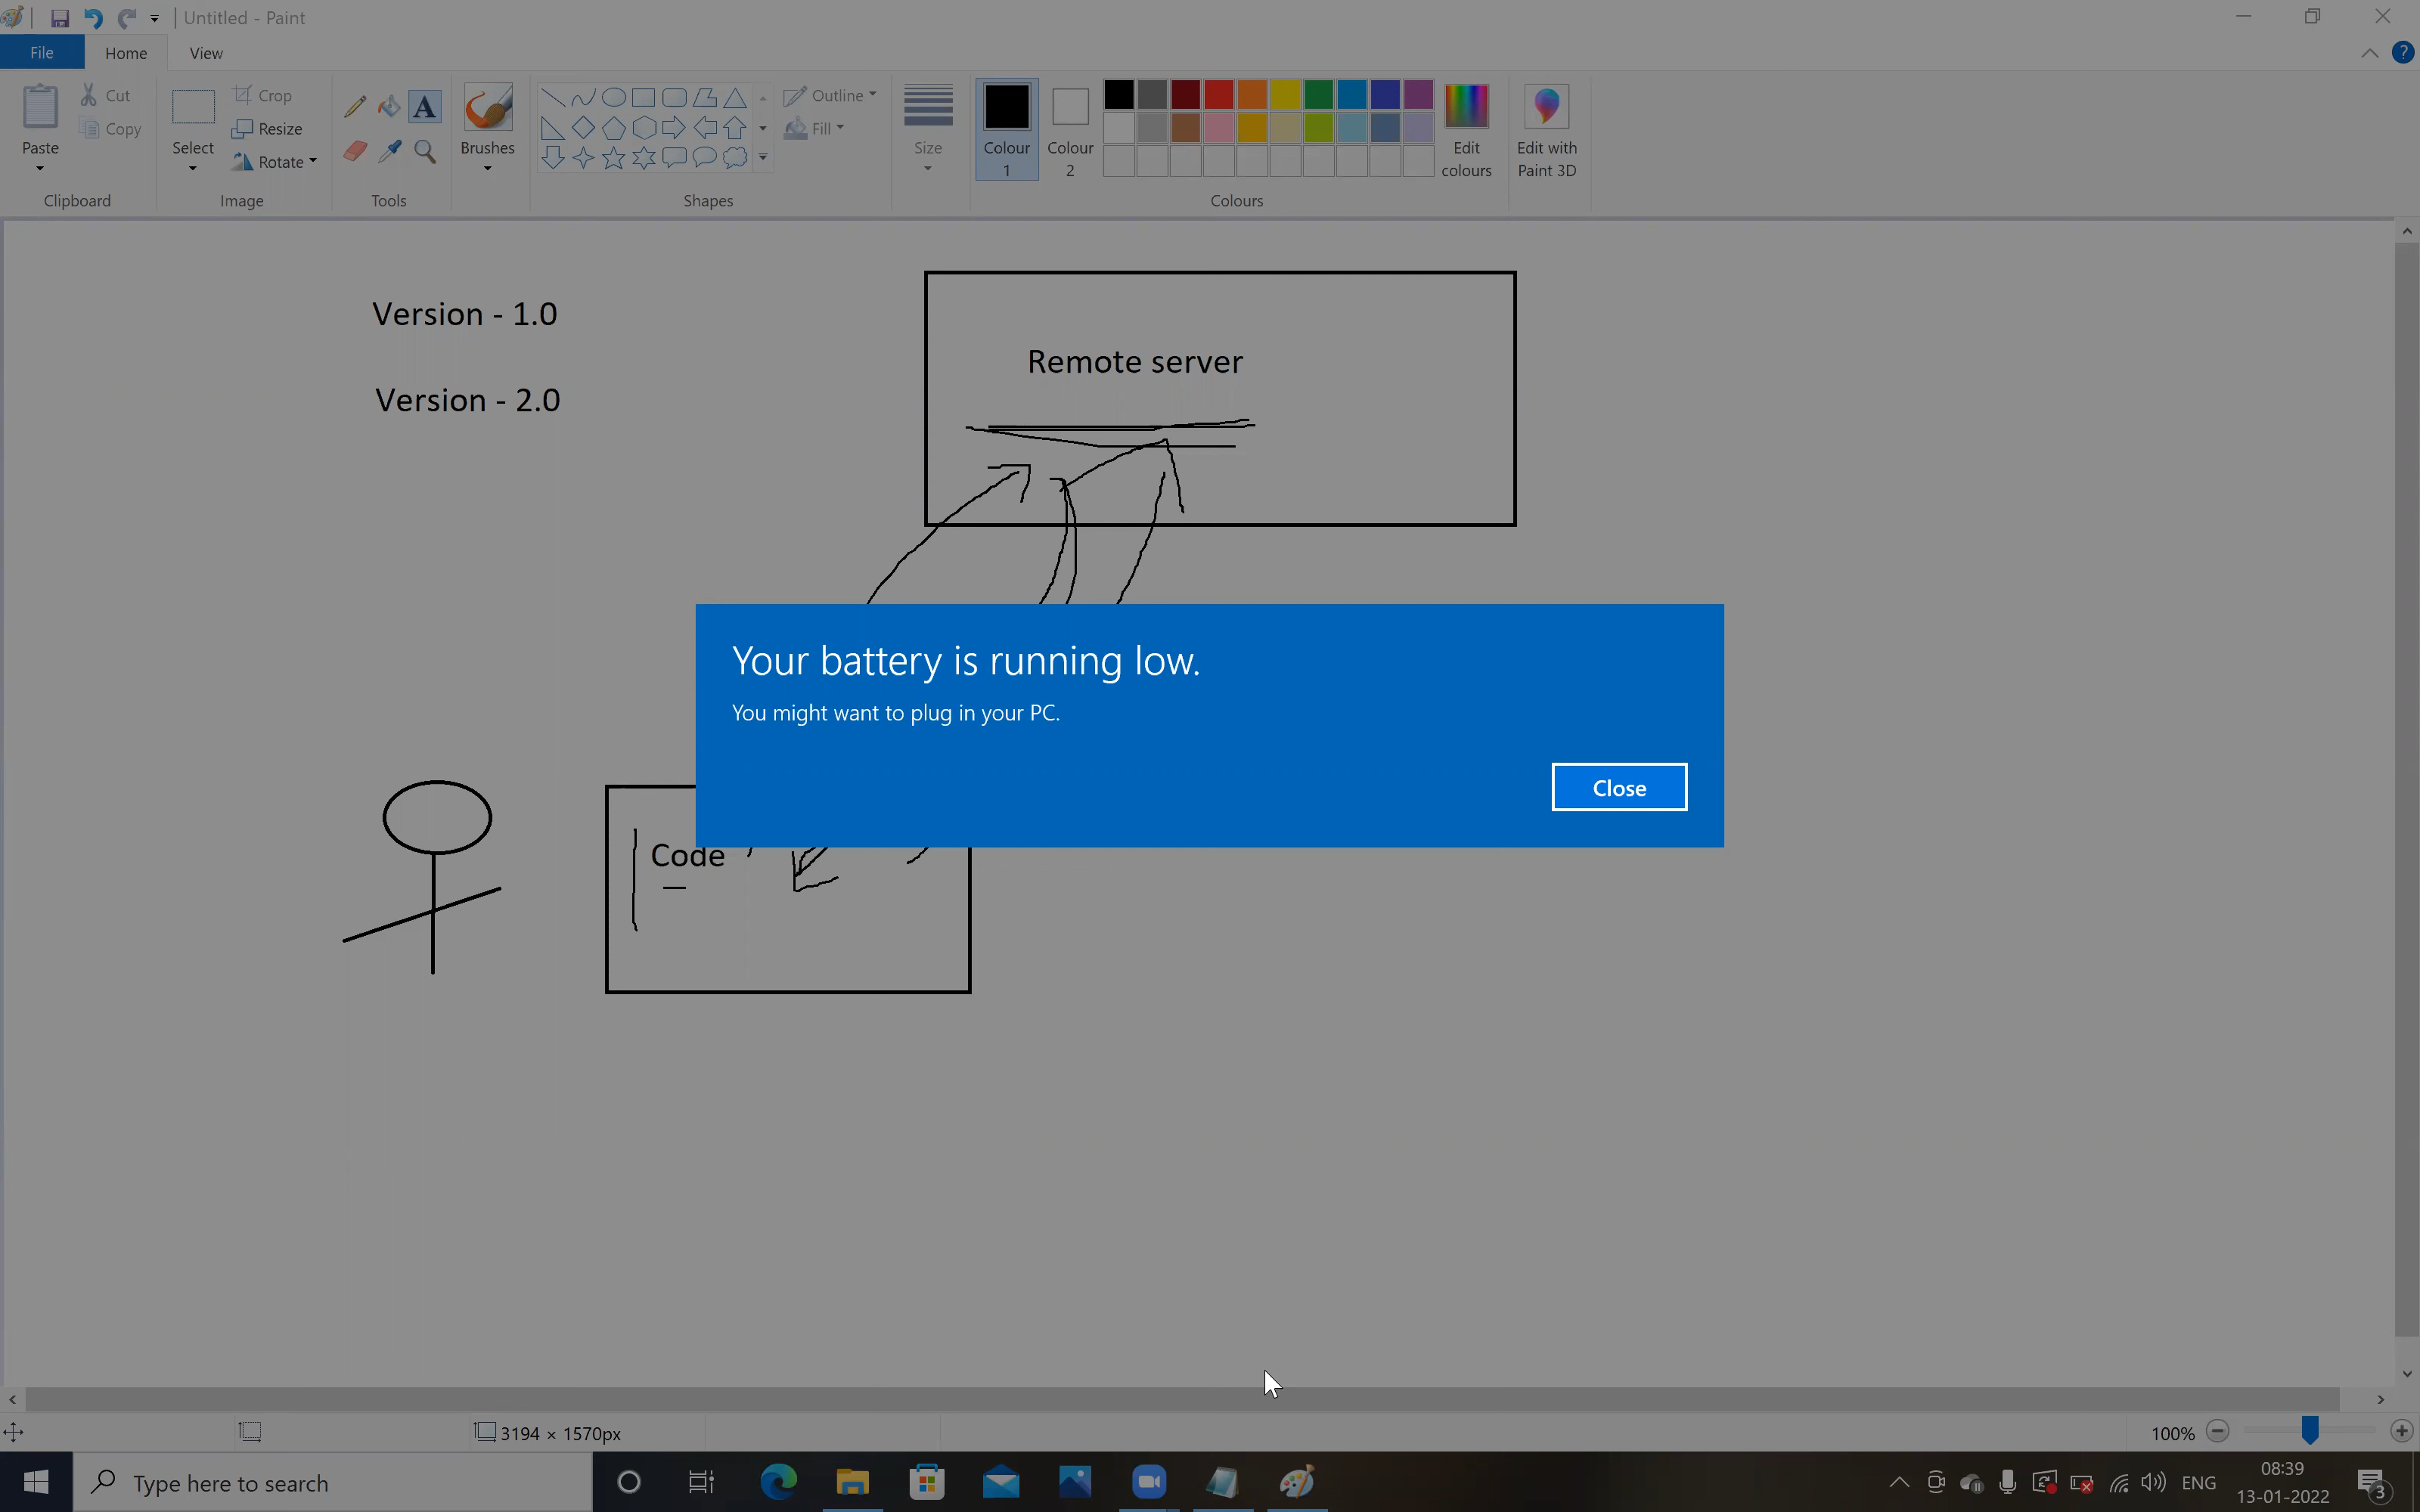 Untitled - Paint
File Home View
Cut
Copy
Paste
Clipboard
Crop
Resize
Rotate
Select
Image
A
Tools
Brushes
Outline
Fill
Shapes
Size
Colour 1
Colour 2
Edit colours
Colours
Edit with Paint 3D
?
Version - 1.0
Version - 2.0
Remote server
Your battery is running low.
You might want to plug in your PC.
Close
Code
3194 × 1570px
100%
Type here to search
ENG
08:39
13-01-2022
3